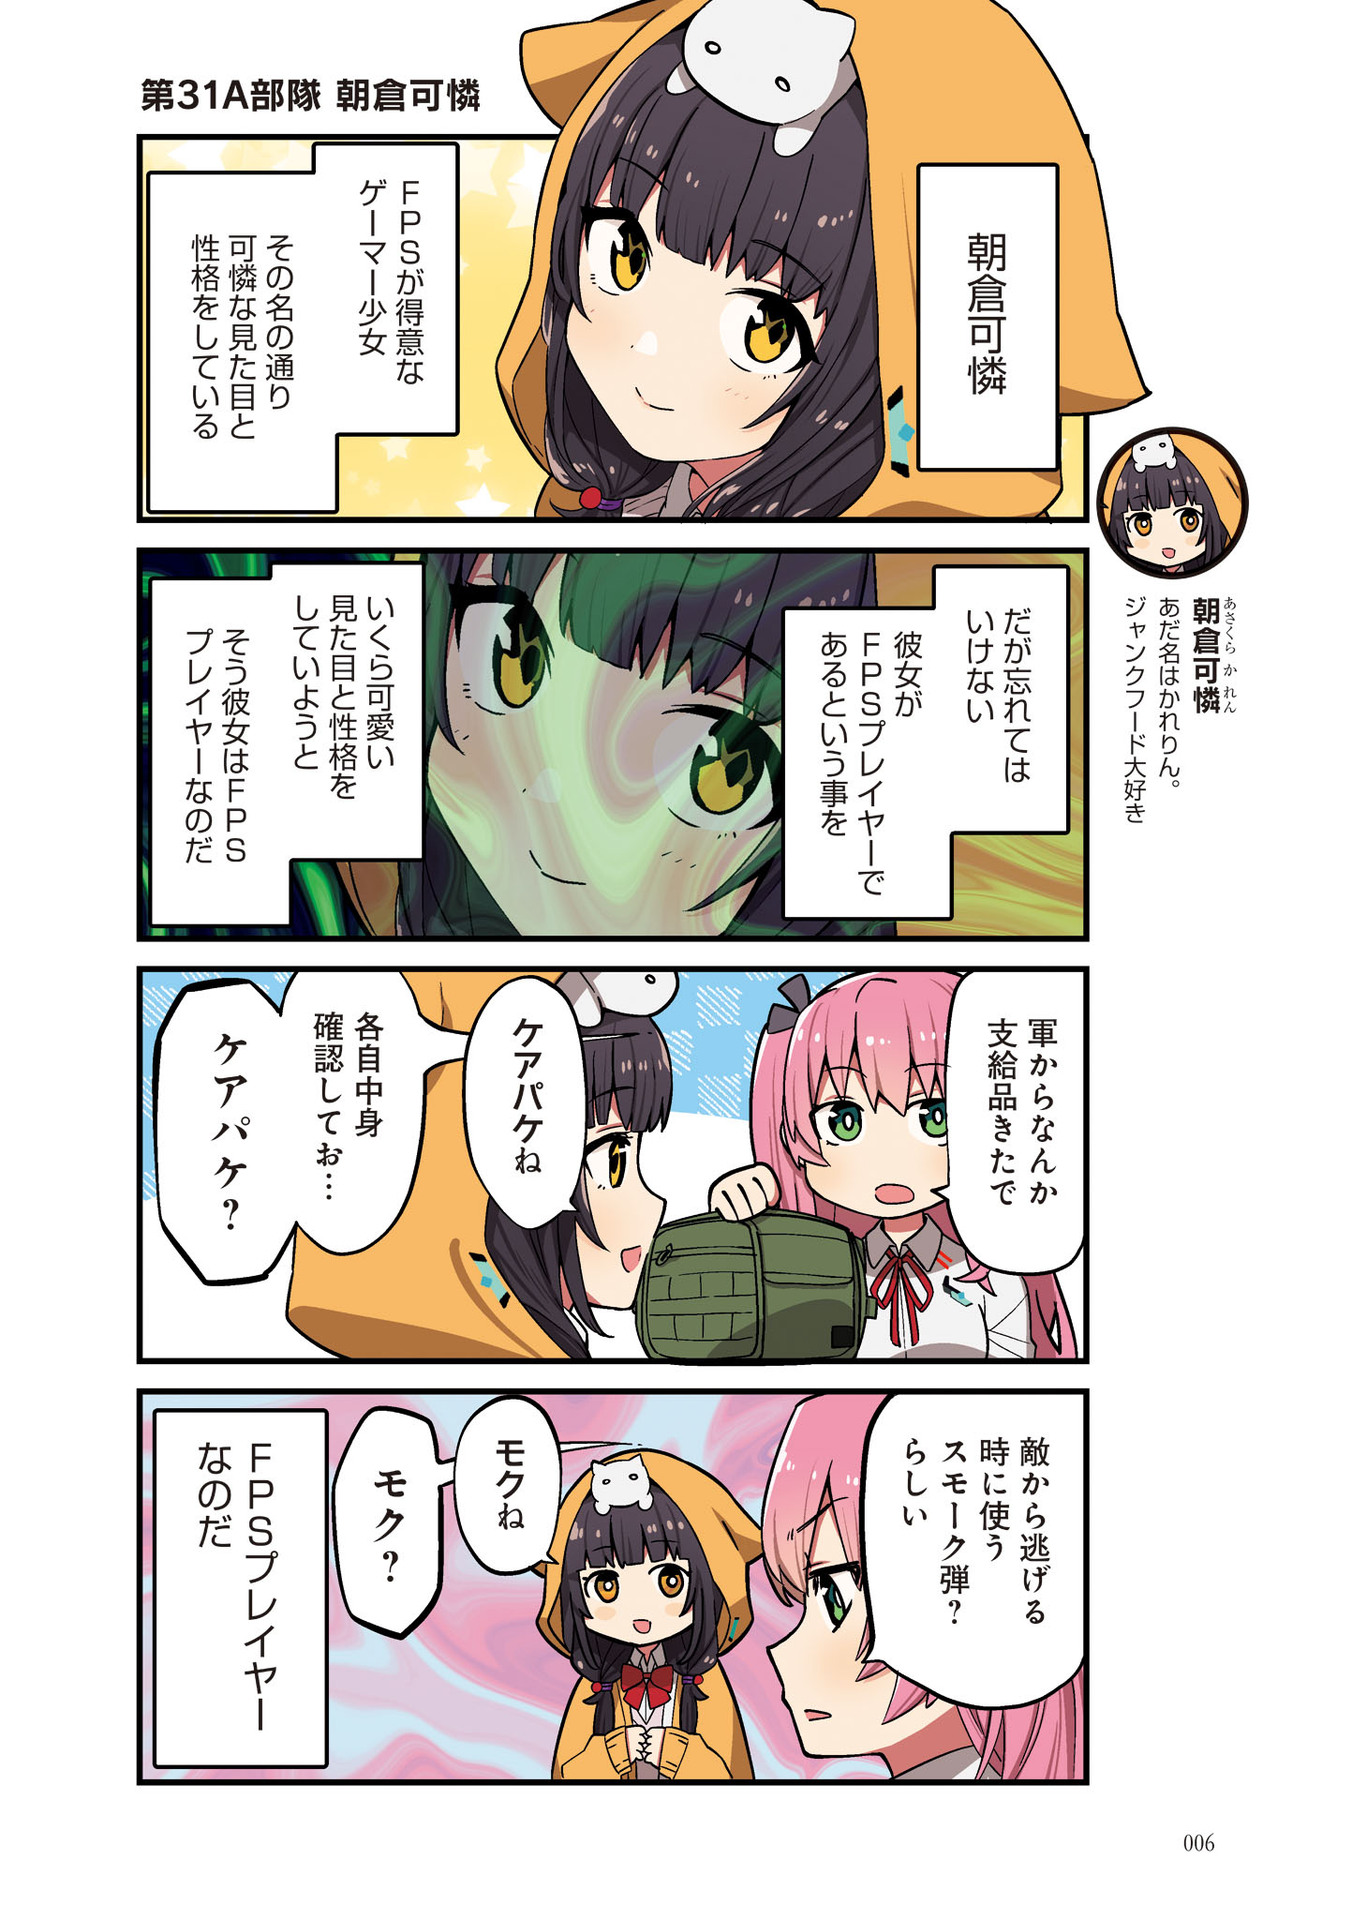 第31A部隊 朝倉可憐
朝倉可憐
FPSが得意な
ゲーマー少女
その名の通り
可憐な見た目と
性格をしている
朝倉可憐
あさくら かれん
あだ名はかれりん。
ジャンクフード大好き
だが忘れては
いけない
彼女が
FPSプレイヤーで
あるという事を
いくら可愛い
見た目と性格を
していようと
そう彼女はFPS
プレイヤーなのだ
軍からなんか
支給品きたで
ケアパケね
各自中身
確認してお…
ケアパケ?
敵から逃げる
時に使う
スモーク弾?
らしい
モクね
モク?
FPSプレイヤー
なのだ
006